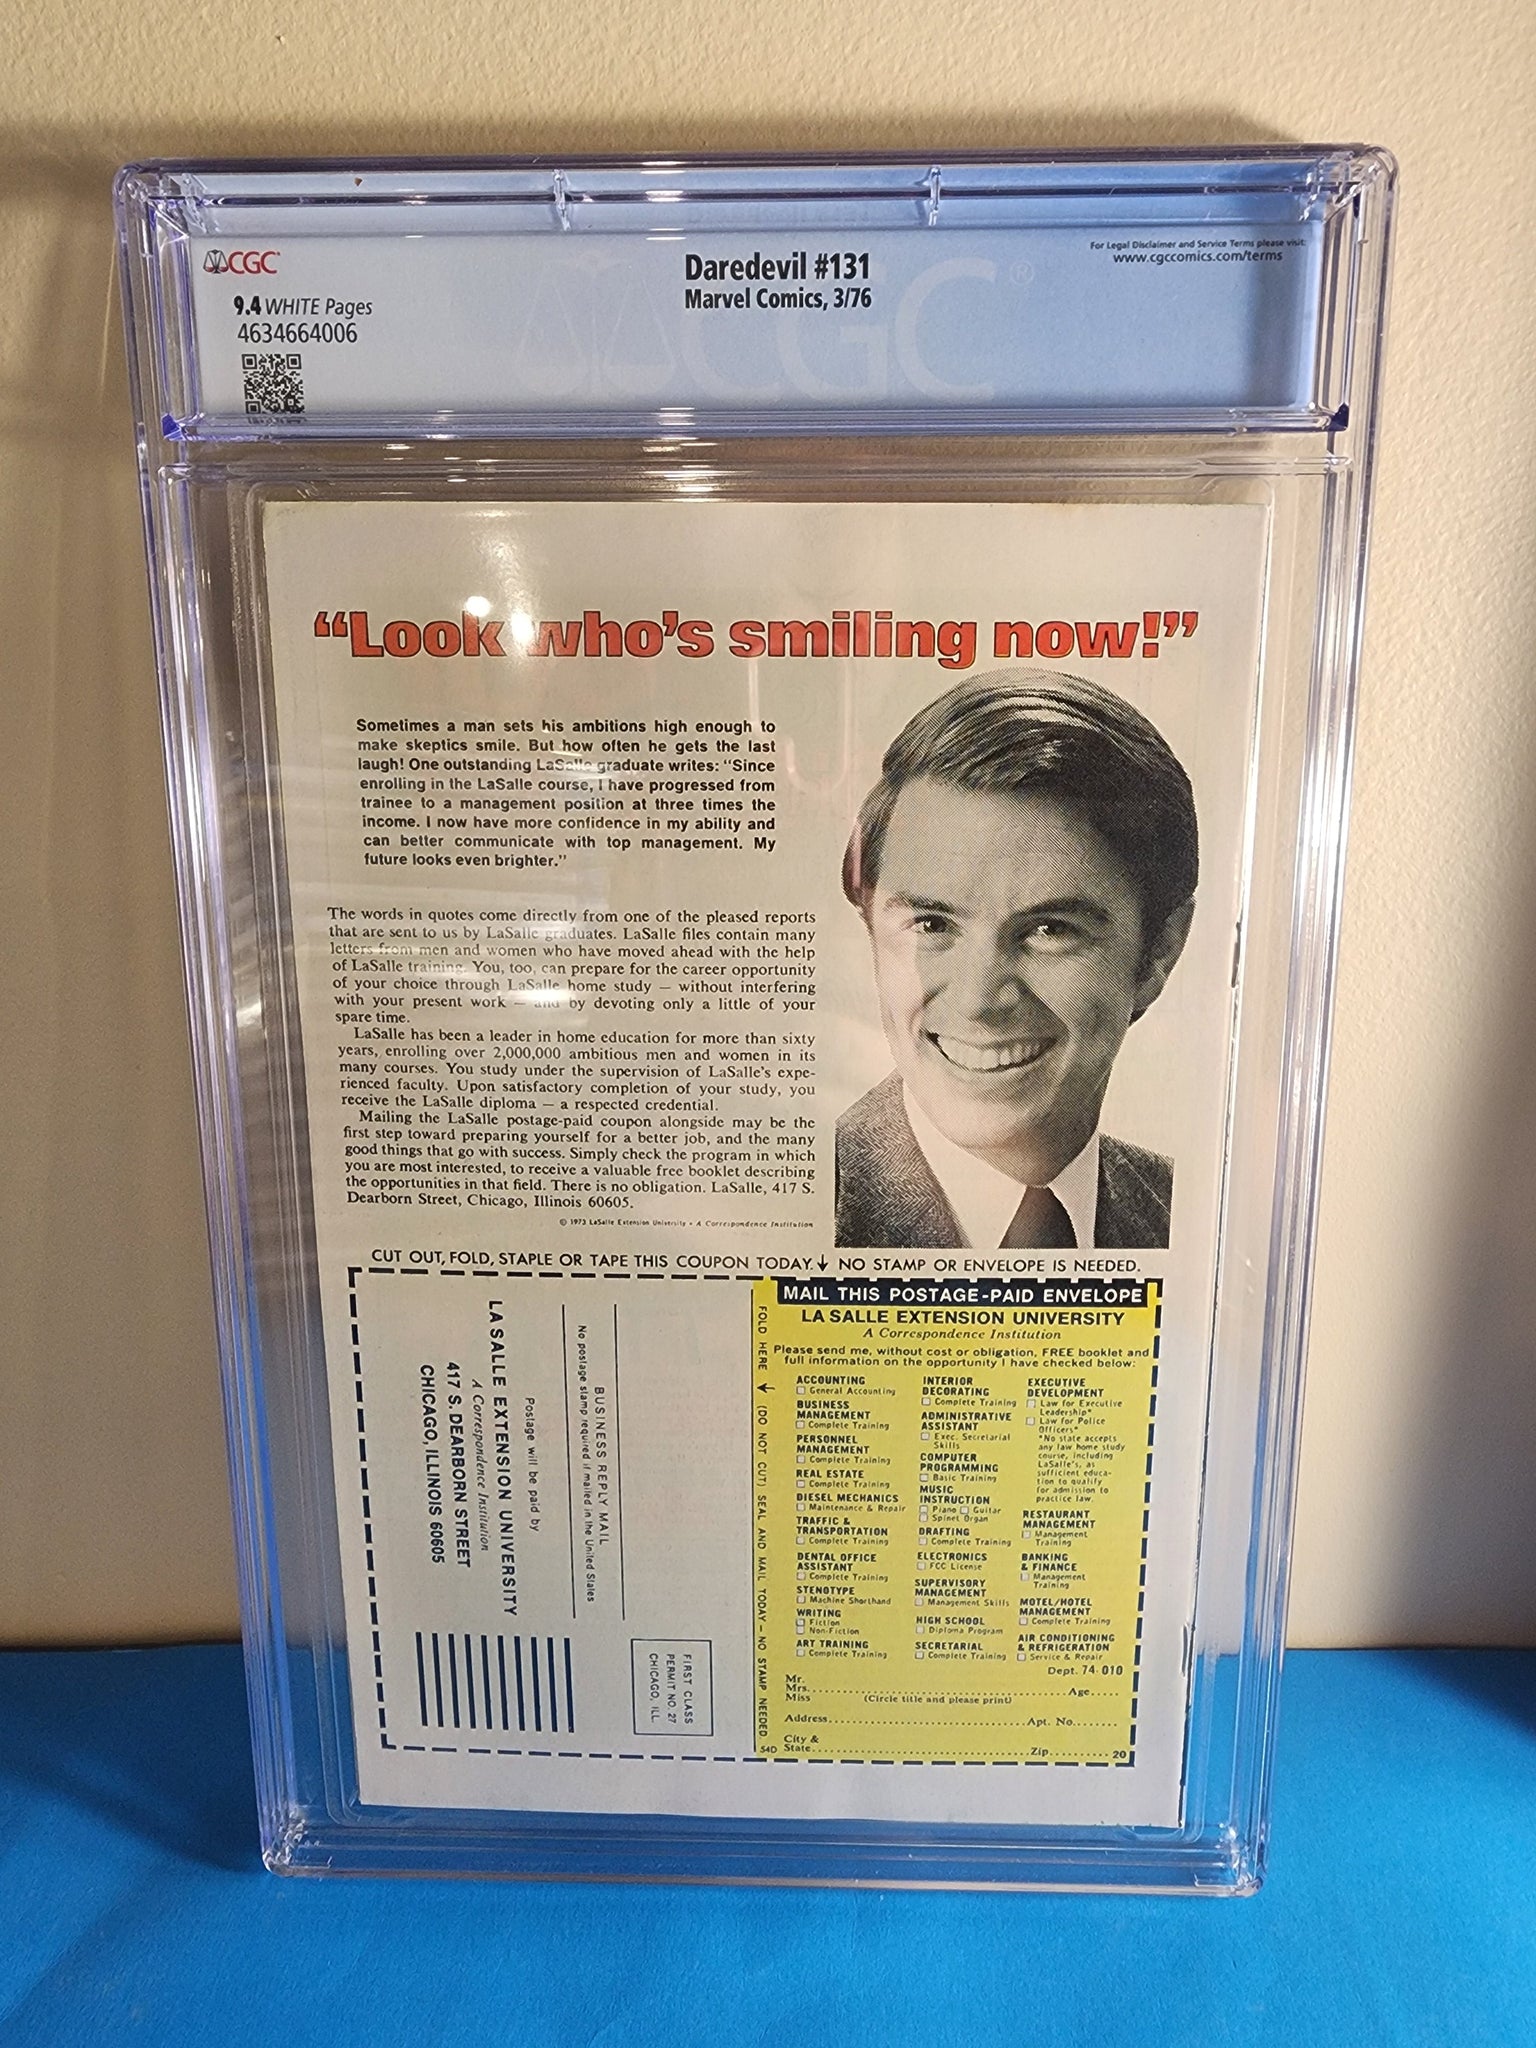 CGC
9.4 WHITE Pages
4634664006
Daredevil #131
Marvel Comics, 3/76
For Legal Disclaimer and Service Terms please visit:
www.cgccomics.com/terms
CGC®
“Look who’s smiling now!”
Sometimes a man sets his ambitions high enough to
make skeptics smile. But how often he gets the last
laugh! One outstanding LaSalle graduate writes: “Since
enrolling in the LaSalle course, I have progressed from
trainee to a management position at three times the
income. I now have more confidence in my ability and
can better communicate with top management. My
future looks even brighter.”
The words in quotes come directly from one of the pleased reports
that are sent to us by LaSalle graduates. LaSalle files contain many
letters from men and women who have moved ahead with the help
of LaSalle training. You, too, can prepare for the career opportunity
of your choice through LaSalle home study — without interfering
with your present work — and by devoting only a little of your
spare time.
LaSalle has been a leader in home education for more than sixty
years, enrolling over 2,000,000 ambitious men and women in its
many courses. You study under the supervision of LaSalle’s expe-
rienced faculty. Upon satisfactory completion of your study, you
receive the LaSalle diploma — a respected credential.
Mailing the LaSalle postage-paid coupon alongside may be the
first step toward preparing yourself for a better job, and the many
good things that go with success. Simply check the program in which
you are most interested, to receive a valuable free booklet describing
the opportunities in that field. There is no obligation. LaSalle, 417 S.
Dearborn Street, Chicago, Illinois 60605.
© 1973 LaSalle Extension University • A Correspondence Institution
CUT OUT, FOLD, STAPLE OR TAPE THIS COUPON TODAY.↓ NO STAMP OR ENVELOPE IS NEEDED.
FIRST CLASS
PERMIT NO. 27
CHICAGO, ILL.
BUSINESS REPLY MAIL
No postage stamp required if mailed in the United States
Postage will be paid by
LA SALLE EXTENSION UNIVERSITY
A Correspondence Institution
417 S. DEARBORN STREET
CHICAGO, ILLINOIS 60605
FOLD HERE ↓ (DO NOT CUT) SEAL AND MAIL TODAY – NO STAMP NEEDED
54D
MAIL THIS POSTAGE-PAID ENVELOPE
LA SALLE EXTENSION UNIVERSITY
A Correspondence Institution
Please send me, without cost or obligation, FREE booklet and
full information on the opportunity I have checked below:
ACCOUNTING
General Accounting
BUSINESS
MANAGEMENT
Complete Training
PERSONNEL
MANAGEMENT
Complete Training
REAL ESTATE
Complete Training
DIESEL MECHANICS
Maintenance & Repair
TRAFFIC &
TRANSPORTATION
Complete Training
DENTAL OFFICE
ASSISTANT
Complete Training
STENOTYPE
Machine Shorthand
WRITING
Fiction
Non-Fiction
ART TRAINING
Complete Training
INTERIOR
DECORATING
Complete Training
ADMINISTRATIVE
ASSISTANT
Exec. Secretarial
Skills
COMPUTER
PROGRAMMING
Basic Training
MUSIC
INSTRUCTION
Piano Guitar
Spinet Organ
DRAFTING
Complete Training
ELECTRONICS
FCC License
SUPERVISORY
MANAGEMENT
Management Skills
HIGH SCHOOL
Diploma Program
SECRETARIAL
Complete Training
EXECUTIVE
DEVELOPMENT
Law for Executive
Leadership*
Law for Police
Officers*
*No state accepts
any law home study
course, including
LaSalle's, as
sufficient educa-
tion to qualify
for admission to
practice law.
RESTAURANT
MANAGEMENT
Management
Training
BANKING
& FINANCE
Management
Training
MOTEL/HOTEL
MANAGEMENT
Complete Training
AIR CONDITIONING
& REFRIGERATION
Service & Repair
Dept. 74-010
Mr.
Mrs. Age
Miss (Circle title and please print)
Address Apt. No.
City &
State Zip 20